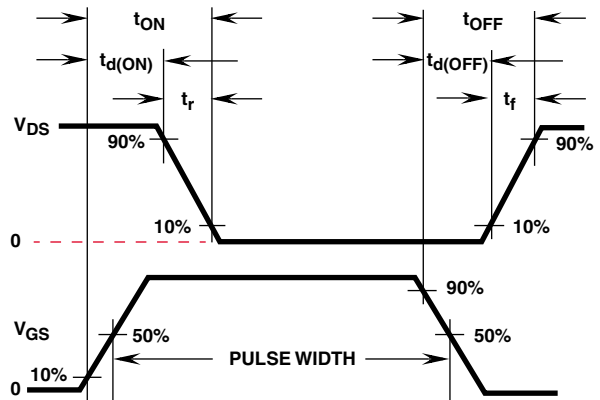 tON
tOFF
td(ON)
td(OFF)
tr
tf
VDS
90%
90%
10%
10%
0
90%
VGS
50%
50%
PULSE WIDTH
10%
0